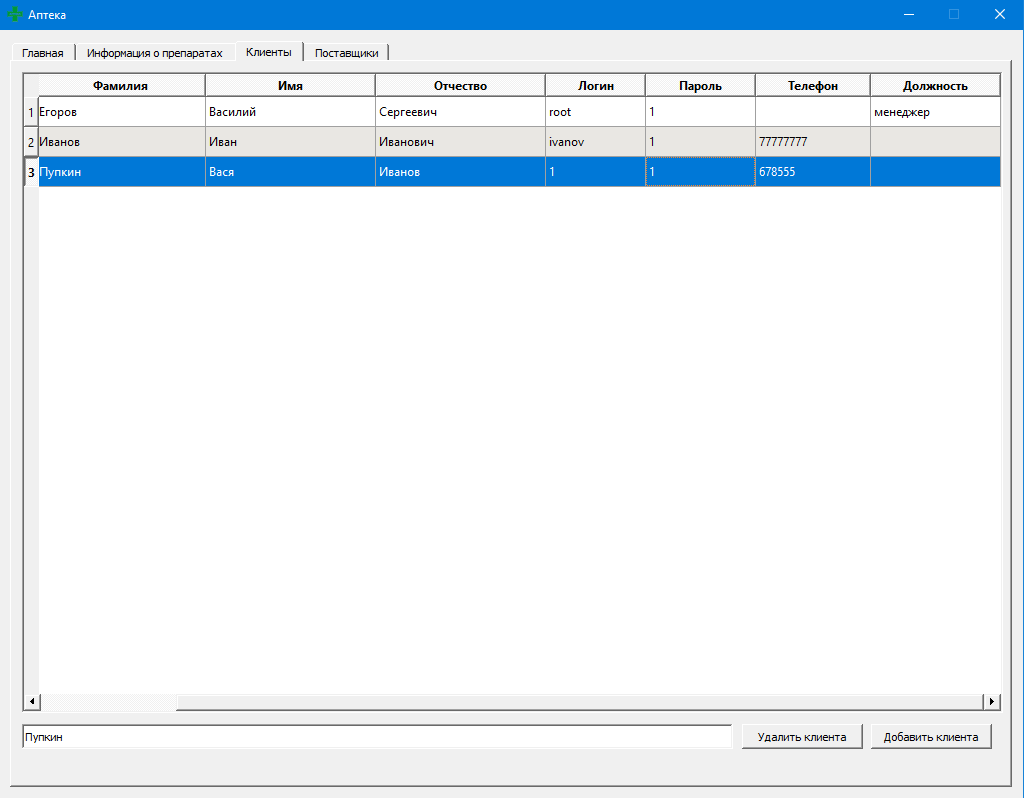 Аптека
Главная Информация о препаратах Клиенты Поставщики
Фамилия Имя Отчество Логин Пароль Телефон Должность
1 Егоров Василий Сергеевич root 1 менеджер
2 Иванов Иван Иванович ivanov 1 77777777
3 Пупкин Вася Иванов 1 1 678555
Пупкин Удалить клиента Добавить клиента